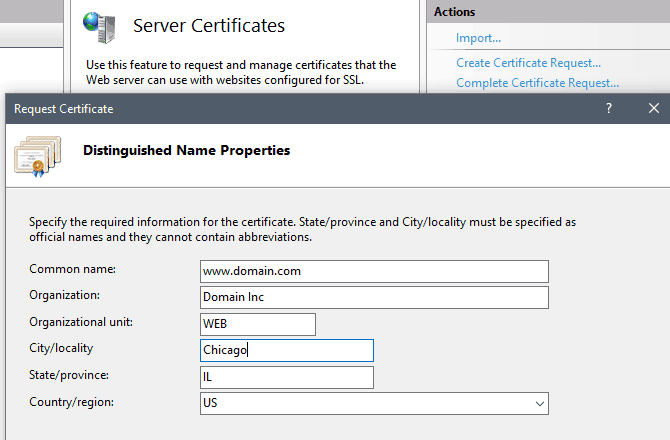 Server Certificates
Use this feature to request and manage certificates that the
Web server can use with websites configured for SSL.
Actions
Import...
Create Certificate Request...
Complete Certificate Request...
Request Certificate
?
Distinguished Name Properties
Specify the required information for the certificate. State/province and City/locality must be specified as
official names and they cannot contain abbreviations.
Common name: www.domain.com
Organization: Domain Inc
Organizational unit: WEB
City/locality Chicago
State/province: IL
Country/region: US